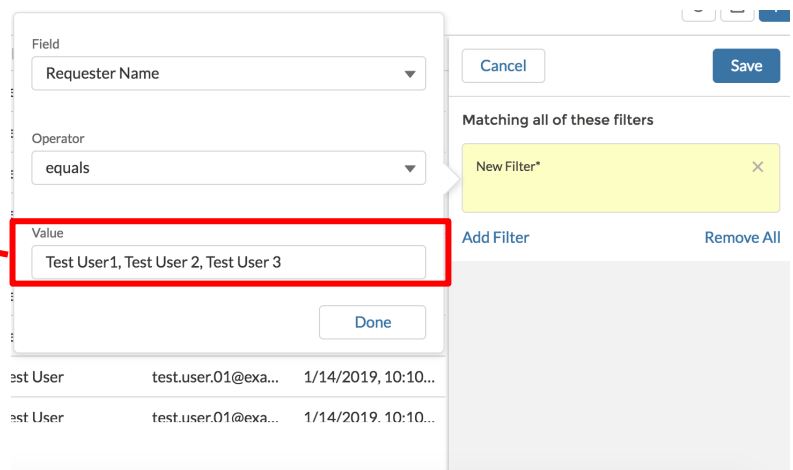 Field
Requester Name
Operator
equals
Value
Test User1, Test User 2, Test User 3
Done
Cancel
Save
Matching all of these filters
New Filter*
Add Filter
Remove All
est User test.user.01@exa... 1/14/2019, 10:10...
est User test.user.01@exa... 1/14/2019, 10:10...